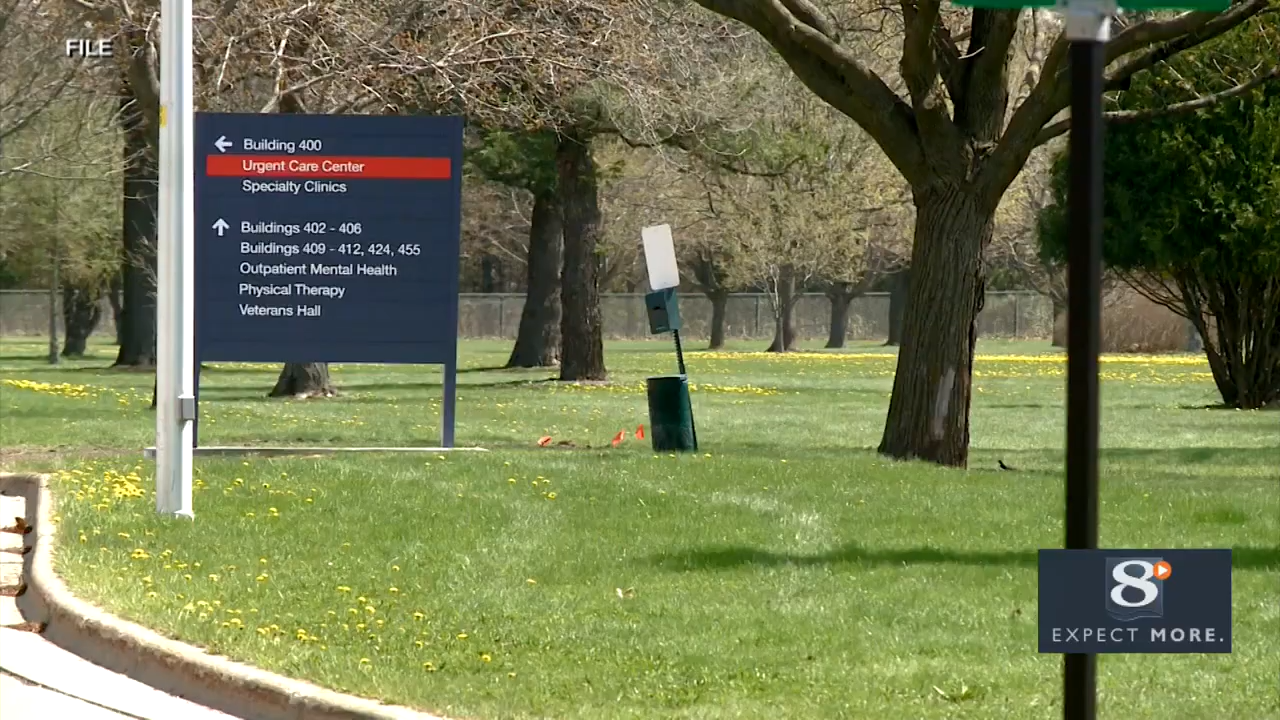 FILE
← Building 400
Urgent Care Center
Specialty Clinics
↑ Buildings 402 - 406
Buildings 409 - 412, 424, 455
Outpatient Mental Health
Physical Therapy
Veterans Hall
8
EXPECT MORE.